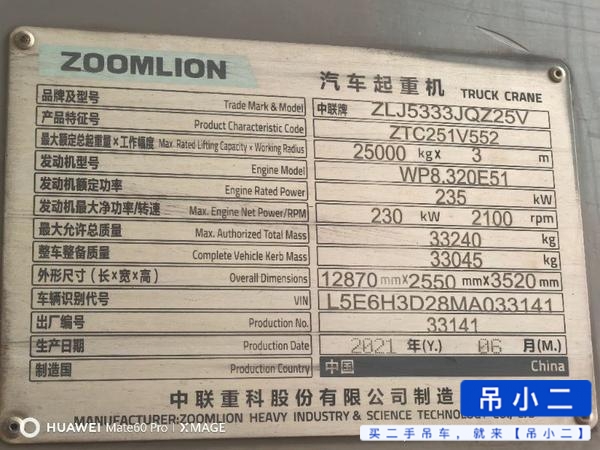 ZOOMLION
汽车起重机 TRUCK CRANE
品牌及型号 Trade Mark & Model 中联牌 ZLJ5333JQZ25V
产品特征号 Product Characteristic Code ZTC251V552
最大额定总起重量×工作幅度 Max. Rated Lifting Capacity × Working Radius 25000 kg× 3 m
发动机型号 Engine Model WP8.320E51
发动机额定功率 Engine Rated Power 235 kW
发动机最大净功率/转速 Max. Engine Net Power/RPM 230 kW 2100 rpm
最大允许总质量 Max. Authorized Total Mass 33240 kg
整车整备质量 Complete Vehicle Kerb Mass 33045 kg
外形尺寸(长×宽×高) Overall Dimensions 12870 mm×2550 mm×3520 mm
车辆识别代号 VIN L5E6H3D28MA033141
出厂编号 Production No. 33141
生产日期 Production Date 2021 年(Y.) 06 月(M.)
制造国 Production Country 中国 China
中联重科股份有限公司制造
MANUFACTURER:ZOOMLION HEAVY INDUSTRY & SCIENCE
吊小二
买二手吊车,就来【吊小二】
HUAWEI Mate60 Pro | XMAGE